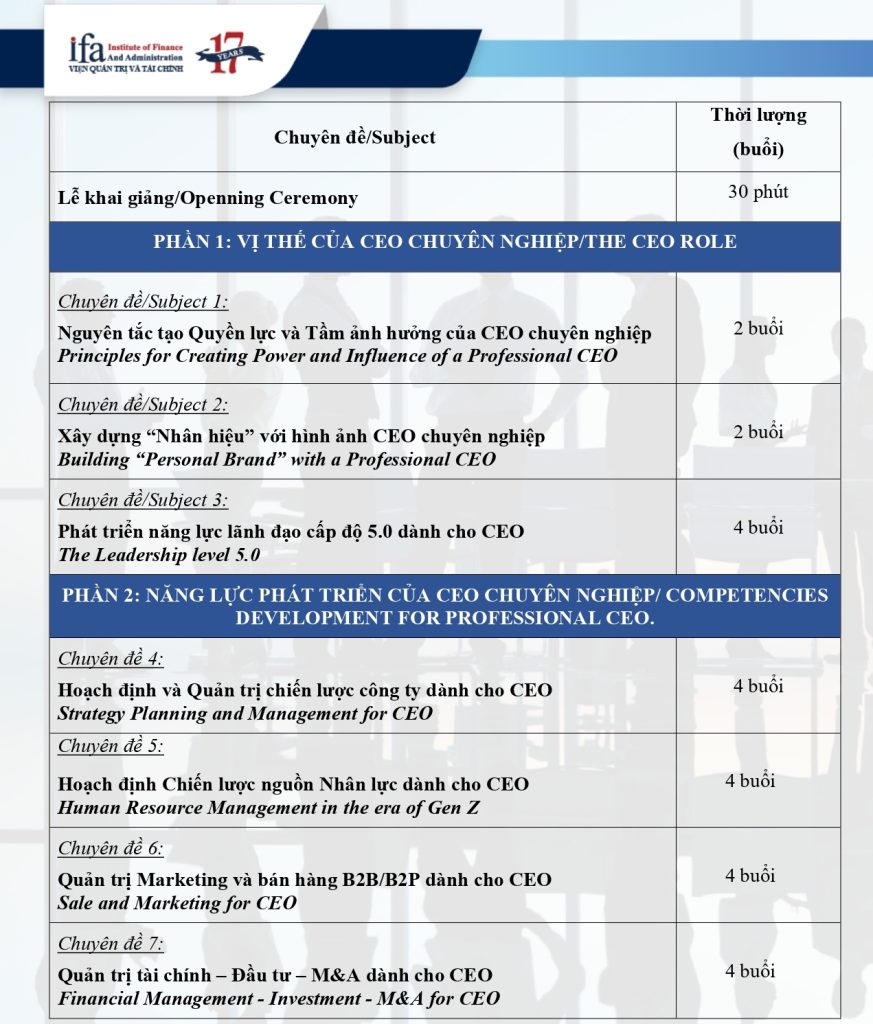 ifa Institute of Finance
And Administration
VIỆN QUẢN TRỊ VÀ TÀI CHÍNH
17
YEARS
Chuyên đề/Subject
Thời lượng
(buổi)
Lễ khai giảng/Openning Ceremony
30 phút
PHẦN 1: VỊ THẾ CỦA CEO CHUYÊN NGHIỆP/THE CEO ROLE
Chuyên đề/Subject 1:
Nguyên tắc tạo Quyền lực và Tầm ảnh hưởng của CEO chuyên nghiệp
Principles for Creating Power and Influence of a Professional CEO
2 buổi
Chuyên đề/Subject 2:
Xây dựng “Nhân hiệu” với hình ảnh CEO chuyên nghiệp
Building “Personal Brand” with a Professional CEO
2 buổi
Chuyên đề/Subject 3:
Phát triển năng lực lãnh đạo cấp độ 5.0 dành cho CEO
The Leadership level 5.0
4 buổi
PHẦN 2: NĂNG LỰC PHÁT TRIỂN CỦA CEO CHUYÊN NGHIỆP/ COMPETENCIES
DEVELOPMENT FOR PROFESSIONAL CEO.
Chuyên đề 4:
Hoạch định và Quản trị chiến lược công ty dành cho CEO
Strategy Planning and Management for CEO
4 buổi
Chuyên đề 5:
Hoạch định Chiến lược nguồn Nhân lực dành cho CEO
Human Resource Management in the era of Gen Z
4 buổi
Chuyên đề 6:
Quản trị Marketing và bán hàng B2B/B2P dành cho CEO
Sale and Marketing for CEO
4 buổi
Chuyên đề 7:
Quản trị tài chính – Đầu tư – M&A dành cho CEO
Financial Management - Investment - M&A for CEO
4 buổi